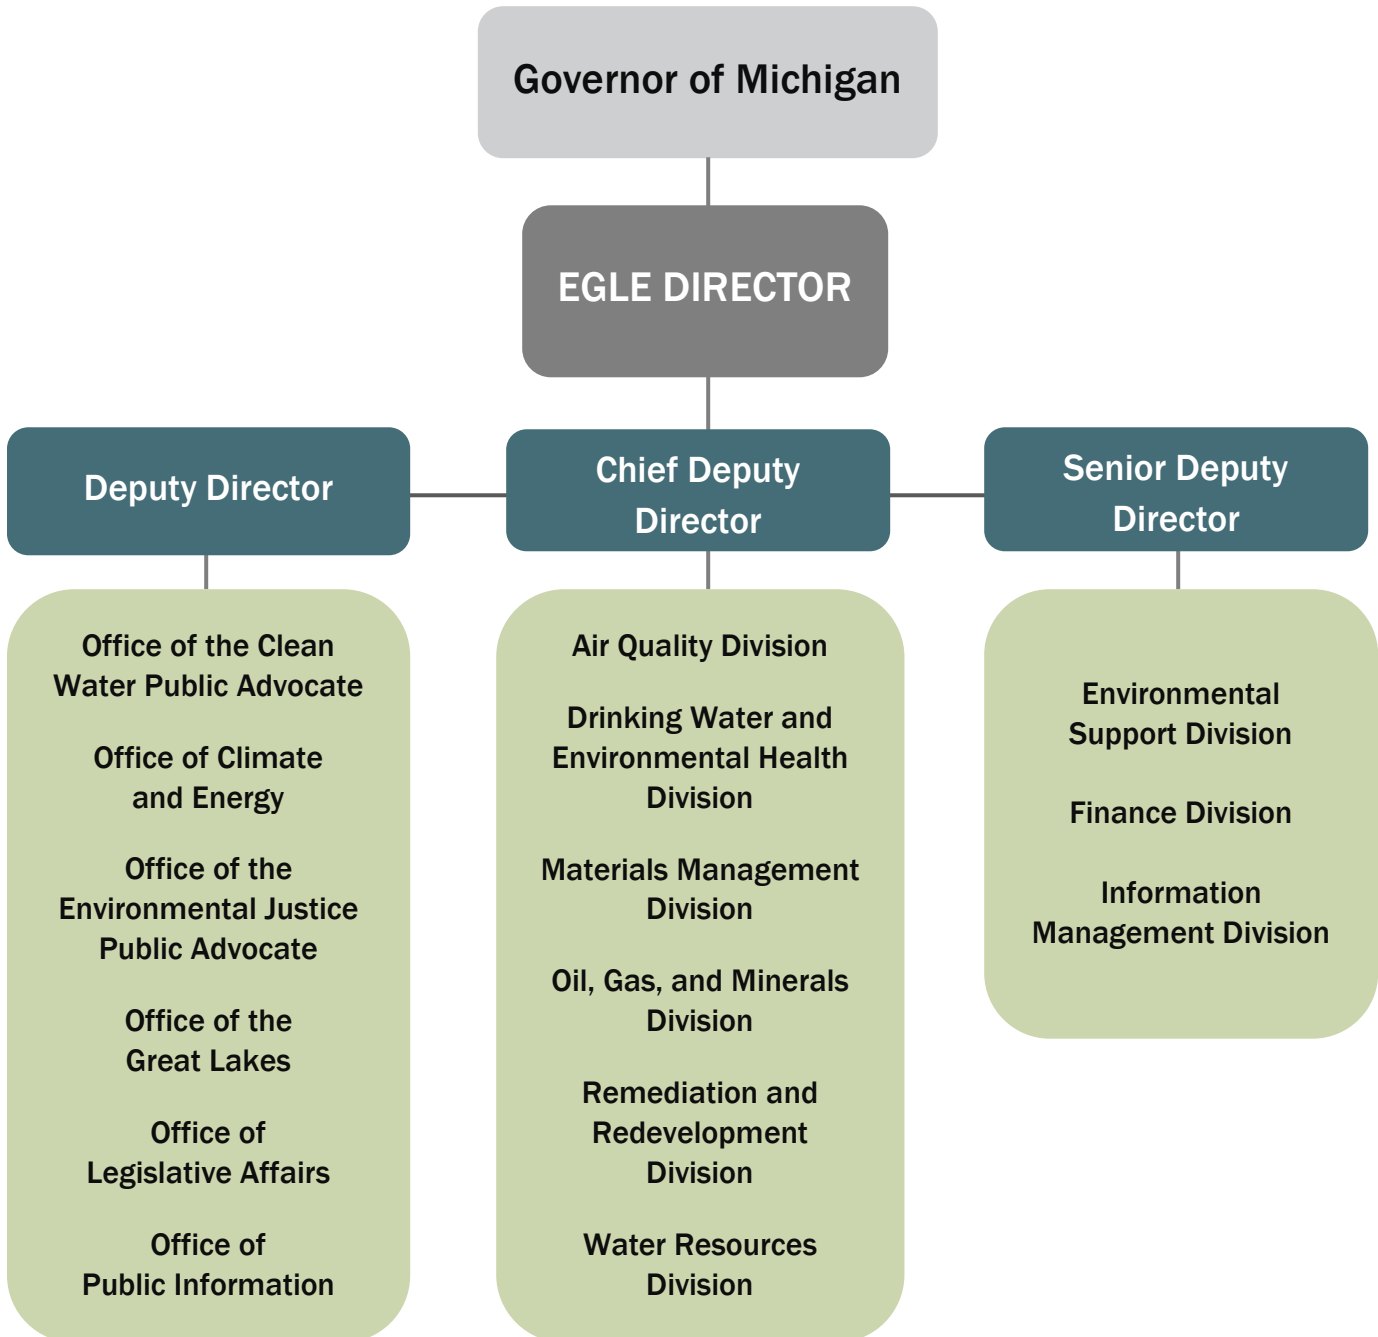 Governor of Michigan
EGLE DIRECTOR
Deputy Director
Chief Deputy
Director
Senior Deputy
Director
Office of the Clean
Water Public Advocate
Office of Climate
and Energy
Office of the
Environmental Justice
Public Advocate
Office of the
Great Lakes
Office of
Legislative Affairs
Office of
Public Information
Air Quality Division
Drinking Water and
Environmental Health
Division
Materials Management
Division
Oil, Gas, and Minerals
Division
Remediation and
Redevelopment
Division
Water Resources
Division
Environmental
Support Division
Finance Division
Information
Management Division